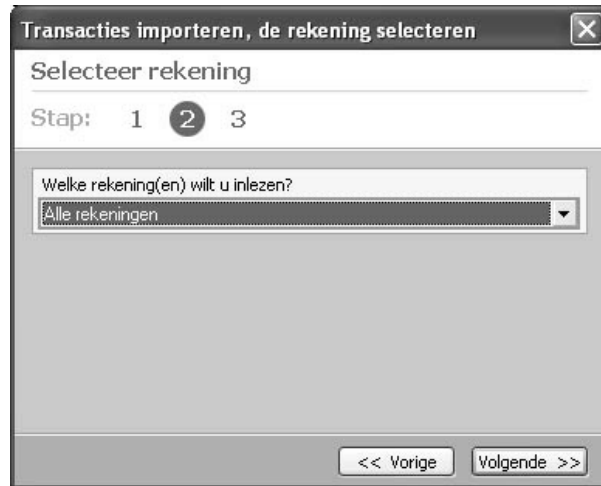 Transacties importeren, de rekening selecteren
Selecteer rekening
Stap: 1 2 3
Welke rekening(en) wilt u inlezen?
Alle rekeningen
<< Vorige Volgende >>